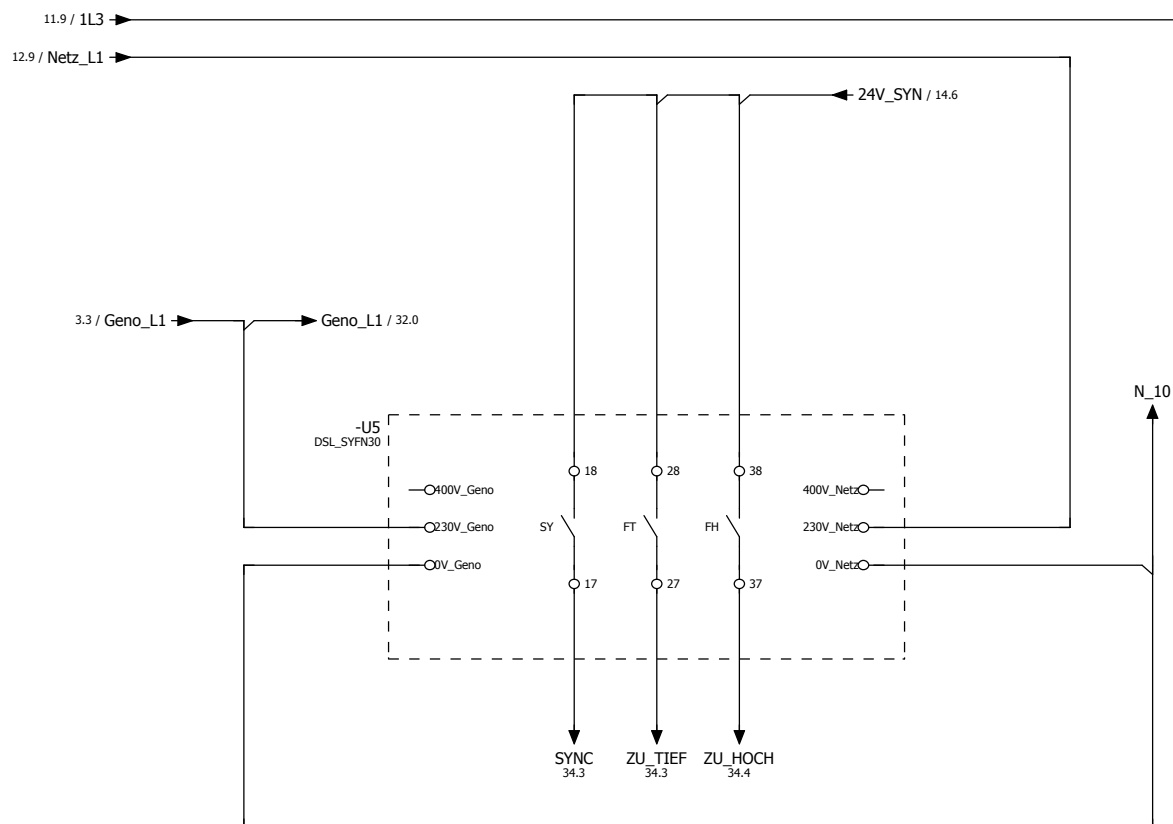 11.9 / 1L3
12.9 / Netz_L1
24V_SYN / 14.6
3.3 / Geno_L1
Geno_L1 / 32.0
N_10
-U5
DSL_SYFN30
18
28
38
400V_Geno
400V_Netz
230V_Geno
SY
FT
FH
230V_Netz
0V_Geno
0V_Netz
17
27
37
SYNC
34.3
ZU_TIEF
34.3
ZU_HOCH
34.4